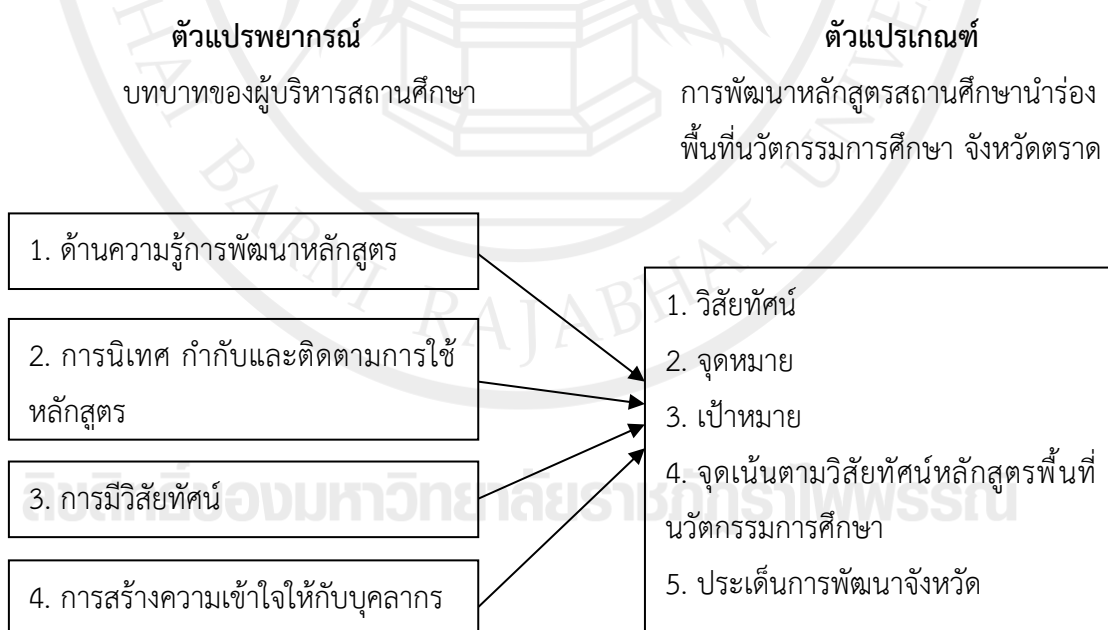 ตัวแปรพยากรณ์
บทบาทของผู้บริหารสถานศึกษา
ตัวแปรเกณฑ์
การพัฒนาหลักสูตรสถานศึกษานำร่อง
พื้นที่นวัตกรรมการศึกษา จังหวัดตราด
1. ด้านความรู้การพัฒนาหลักสูตร
2. การนิเทศ กำกับและติดตามการใช้
หลักสูตร
3. การมีวิสัยทัศน์
4. การสร้างความเข้าใจให้กับบุคลากร
1. วิสัยทัศน์
2. จุดหมาย
3. เป้าหมาย
4. จุดเน้นตามวิสัยทัศน์หลักสูตรพื้นที่
นวัตกรรมการศึกษา
5. ประเด็นการพัฒนาจังหวัด
BARNI RAJABHAT